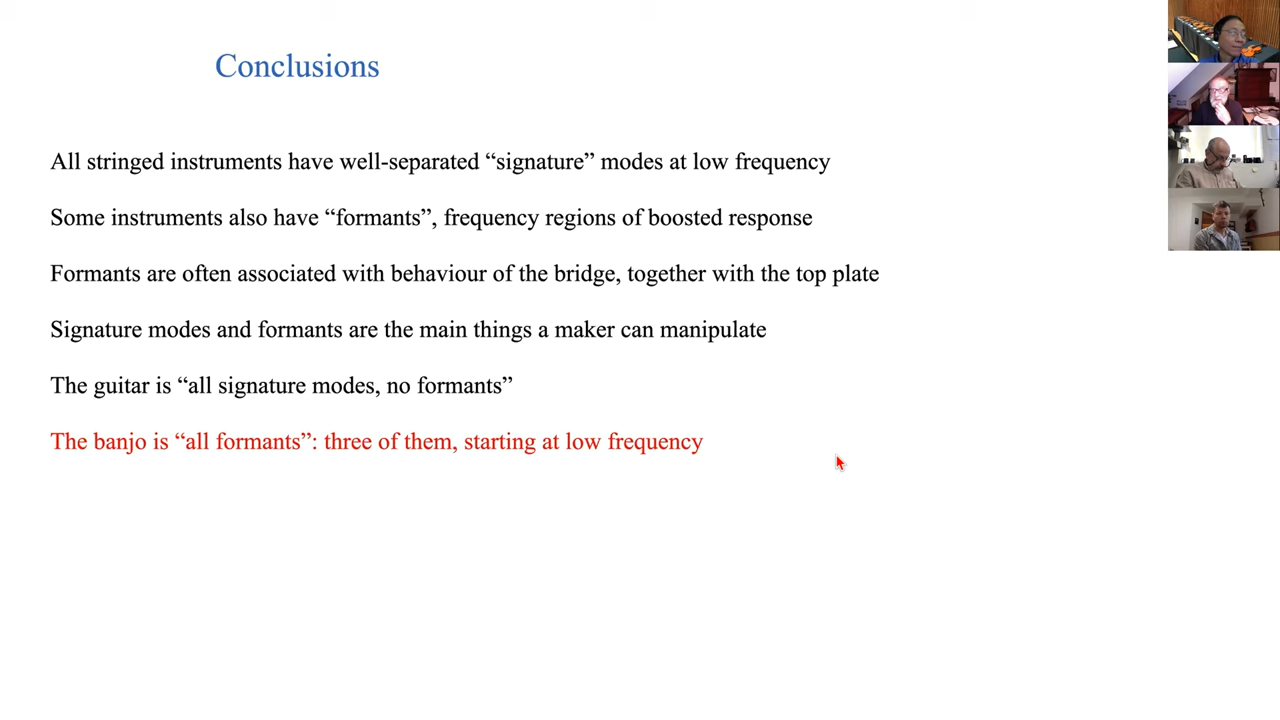 Conclusions
All stringed instruments have well-separated “signature” modes at low frequency
Some instruments also have “formants”, frequency regions of boosted response
Formants are often associated with behaviour of the bridge, together with the top plate
Signature modes and formants are the main things a maker can manipulate
The guitar is “all signature modes, no formants”
The banjo is “all formants”: three of them, starting at low frequency